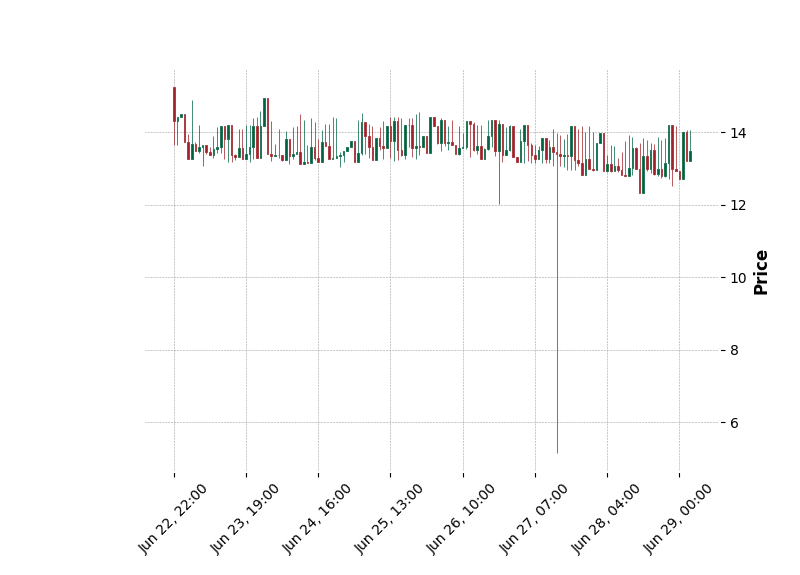 14
12
10
8
6
Price
Jun 22, 22:00
Jun 23, 19:00
Jun 24, 16:00
Jun 25, 13:00
Jun 26, 10:00
Jun 27, 07:00
Jun 28, 04:00
Jun 29, 00:00